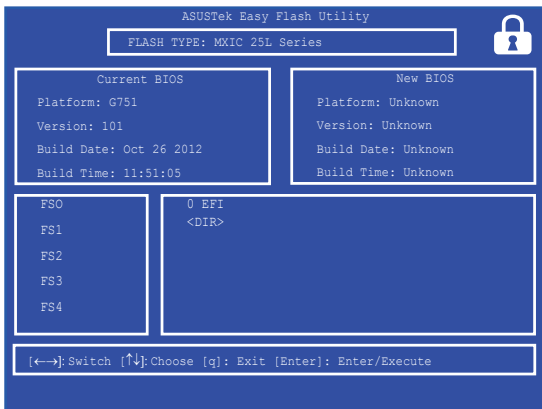 ASUSTek Easy Flash Utility
FLASH TYPE: MXIC 25L Series
Current BIOS
Platform: G751
Version: 101
Build Date: Oct 26 2012
Build Time: 11:51:05
New BIOS
Platform: Unknown
Version: Unknown
Build Date: Unknown
Build Time: Unknown
FSO
FS1
FS2
FS3
FS4
0 EFI
<DIR>
[←→]: Switch [↑↓]: Choose [q]: Exit [Enter]: Enter/Execute